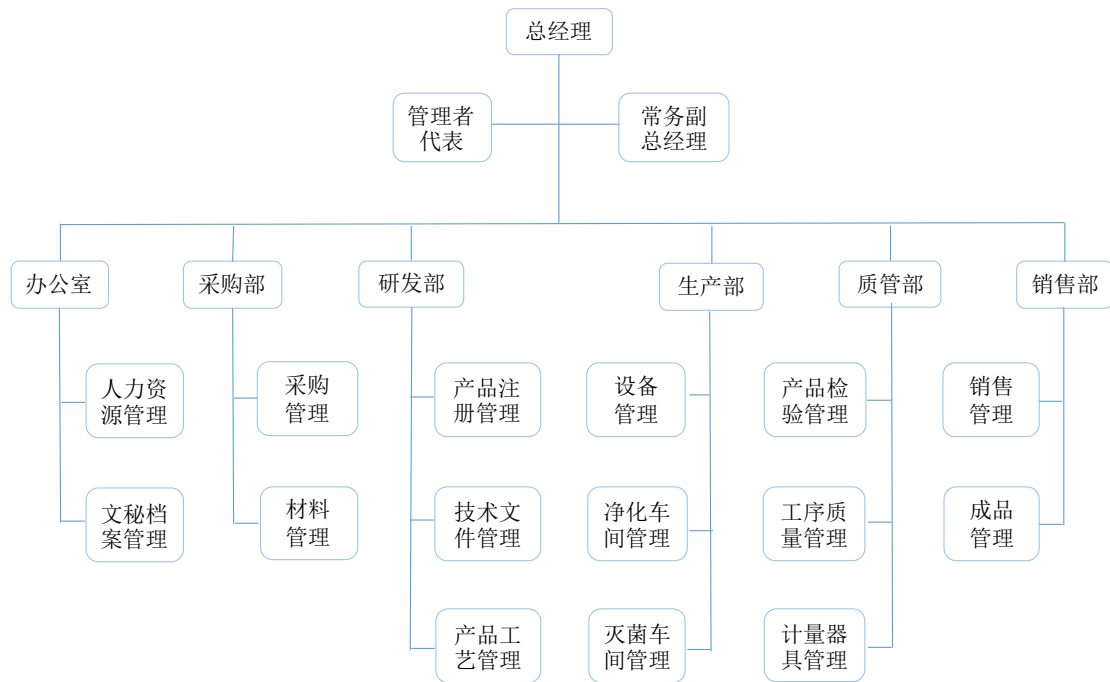 总经理
管理者
代表
常务副
总经理
办公室
采购部
研发部
生产部
质管部
销售部
人力资
源管理
采购
管理
产品注
册管理
设备
管理
产品检
验管理
销售
管理
文秘档
案管理
材料
管理
技术文
件管理
净化车
间管理
工序质
量管理
成品
管理
产品工
艺管理
灭菌车
间管理
计量器
具管理